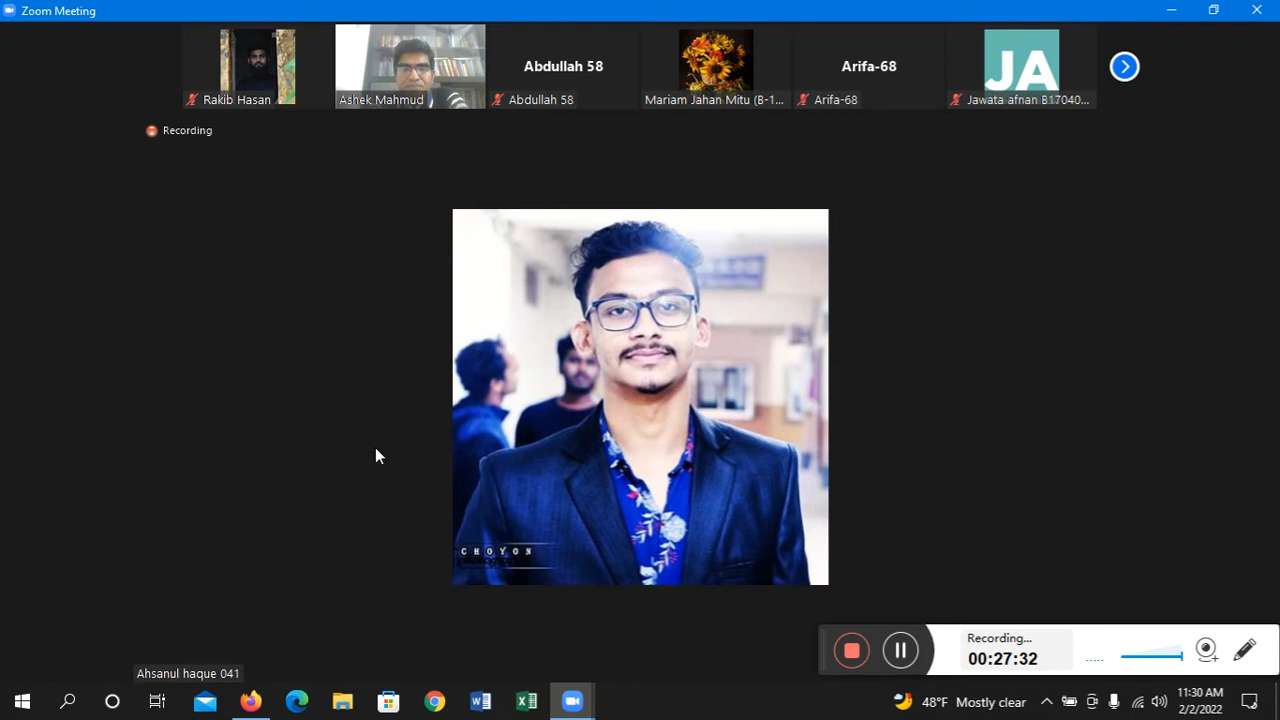 Zoom Meeting
Abdullah 58
Arifa-68
JA
Rakib Hasan
Ashek Mahmud
Abdullah 58
Mariam Jahan Mitu (B-1...
Arifa-68
Jawata afnan B17040...
Recording
CHOYON
Recording...
00:27:32
Ahsanul haque 041
48°F Mostly clear
11:30 AM
2/2/2022